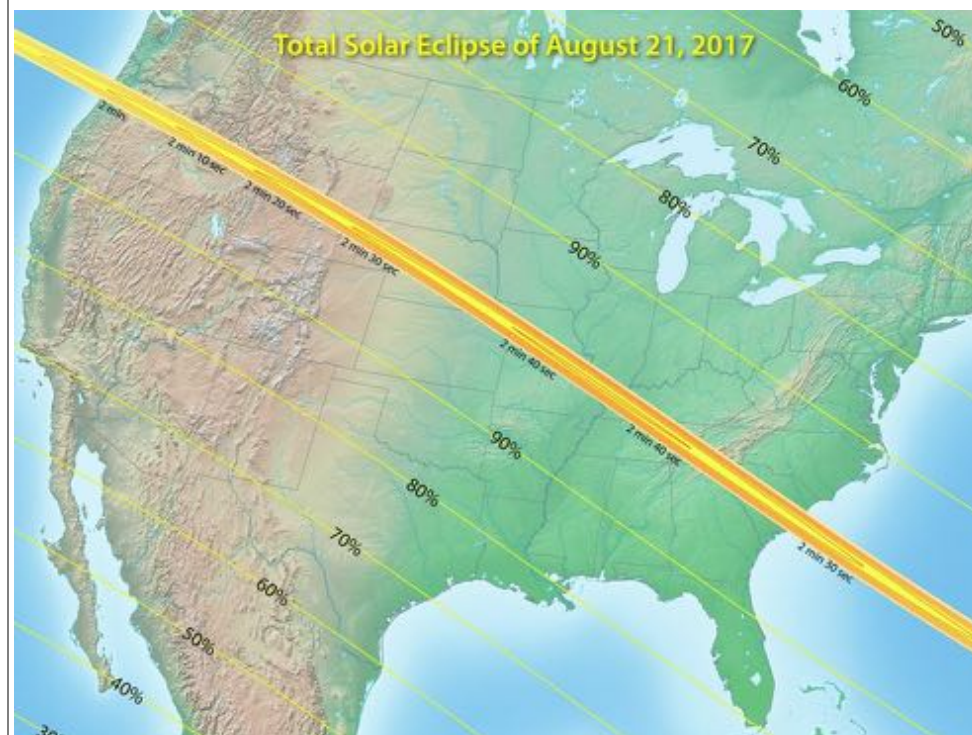 Total Solar Eclipse of August 21, 2017
50%
60%
70%
80%
90%
2 min
2 min 10 sec
2 min 20 sec
2 min 30 sec
2 min 40 sec
2 min 40 sec
2 min 30 sec
90%
80%
70%
60%
50%
40%